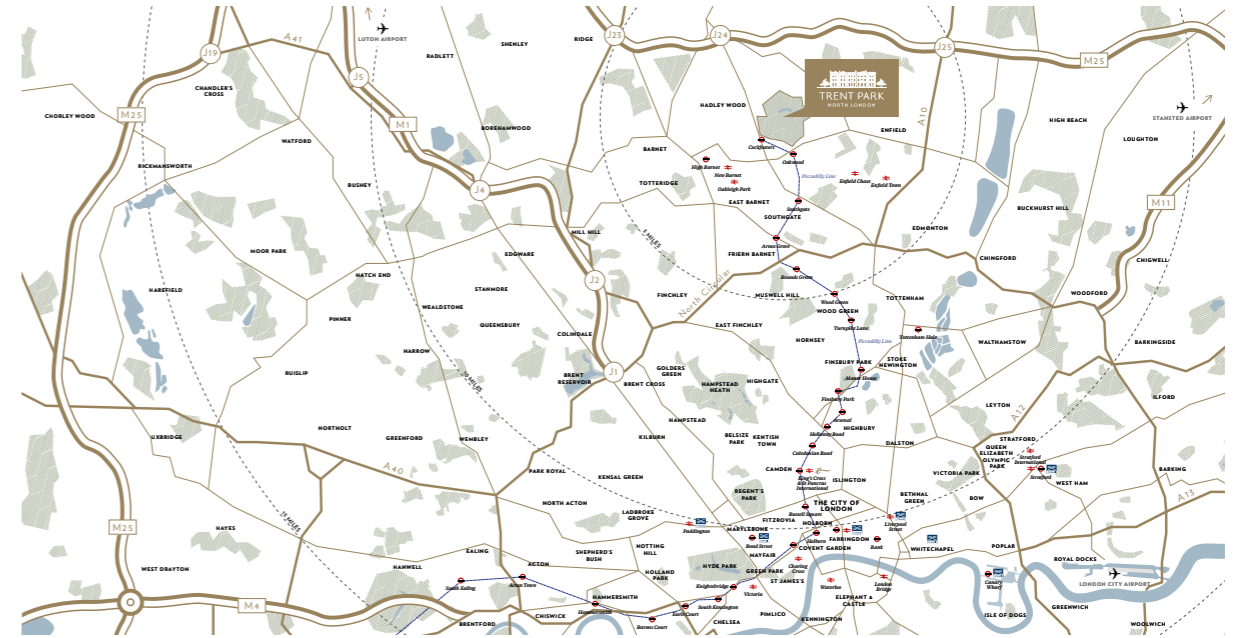 LUTON AIRPORT
A41
J19
J5
J23
J24
J25
M25
RIDGE
SHENLEY
RADLETT
CHANDLER'S
CROSS
CHORLEY WOOD
M25
M1
BOREHAMWOOD
HADLEY WOOD
TRENT PARK
NORTH LONDON
A10
ENFIELD
HIGH BEACH
STANSTED AIRPORT
LOUGHTON
WATFORD
RICKMANSWORTH
BUSHEY
J4
BARNET
Cockfosters
Oakwood
High Barnet
New Barnet
Oakleigh Park
Piccadilly Line
Enfield Chase
Enfield Town
TOTTERIDGE
EAST BARNET
Southgate
SOUTHGATE
M11
BUCKHURST HILL
MOOR PARK
MILL HILL
5 MILES
Arnos Grove
FRIERN BARNET
EDMONTON
CHINGFORD
CHIGWELL
EDGWARE
HATCH END
STANMORE
J2
HAREFIELD
North Circular
Bounds Green
FINCHLEY
MUSWELL HILL
Wood Green
WOOD GREEN
TOTTENHAM
WOODFORD
WEALDSTONE
PINNER
QUEENSBURY
COLINDALE
EAST FINCHLEY
Turnpike Lane
Tottenham Hale
HORNSEY
Piccadilly Line
WALTHAMSTOW
BARKINGSIDE
HARROW
RUISLIP
10 MILES
BRENT
RESERVOIR
J1
BRENT CROSS
GOLDERS
GREEN
HAMPSTEAD
HEATH
HIGHGATE
FINSBURY PARK
STOKE
NEWINGTON
Manor House
Finsbury Park
Arsenal
Holloway Road
HIGHBURY
LEYTON
A12
ILFORD
HAMPSTEAD
UXBRIDGE
NORTHOLT
GREENFORD
WEMBLEY
KILBURN
BELSIZE
PARK
KENTISH
TOWN
Caledonian Road
DALSTON
STRATFORD
QUEEN
ELIZABETH
OLYMPIC
PARK
Stratford
International
Stratford
A40
PARK ROYAL
KENSAL GREEN
CAMDEN
King's Cross
& St Pancras
International
ISLINGTON
VICTORIA PARK
WEST HAM
BARKING
REGENT'S
PARK
NORTH ACTON
LADBROKE
GROVE
Paddington
MARYLEBONE
FITZROVIA
Russell Square
THE CITY OF
LONDON
HOLBORN
Holborn
BETHNAL
GREEN
BOW
A13
15 MILES
M25
HAYES
Bond Street
MAYFAIR
FARRINGDON
Liverpool
Street
Bank
WHITECHAPEL
POPLAR
EALING
SHEPHERD'S
BUSH
NOTTING
HILL
COVENT GARDEN
ROYAL DOCKS
WEST DRAYTON
HANWELL
ACTON
Acton Town
South Ealing
HOLLAND
PARK
HYDE PARK
GREEN PARK
Charing
Cross
ST JAMES'S
Waterloo
London
Bridge
Canary
Wharf
LONDON CITY AIRPORT
M4
HAMMERSMITH
Hammersmith
Knightsbridge
Victoria
South Kensington
Earls Court
ELEPHANT &
CASTLE
ISLE OF DOGS
GREENWICH
BRENTFORD
CHISWICK
Barons Court
CHELSEA
PIMLICO
KENNINGTON
WOOLWICH